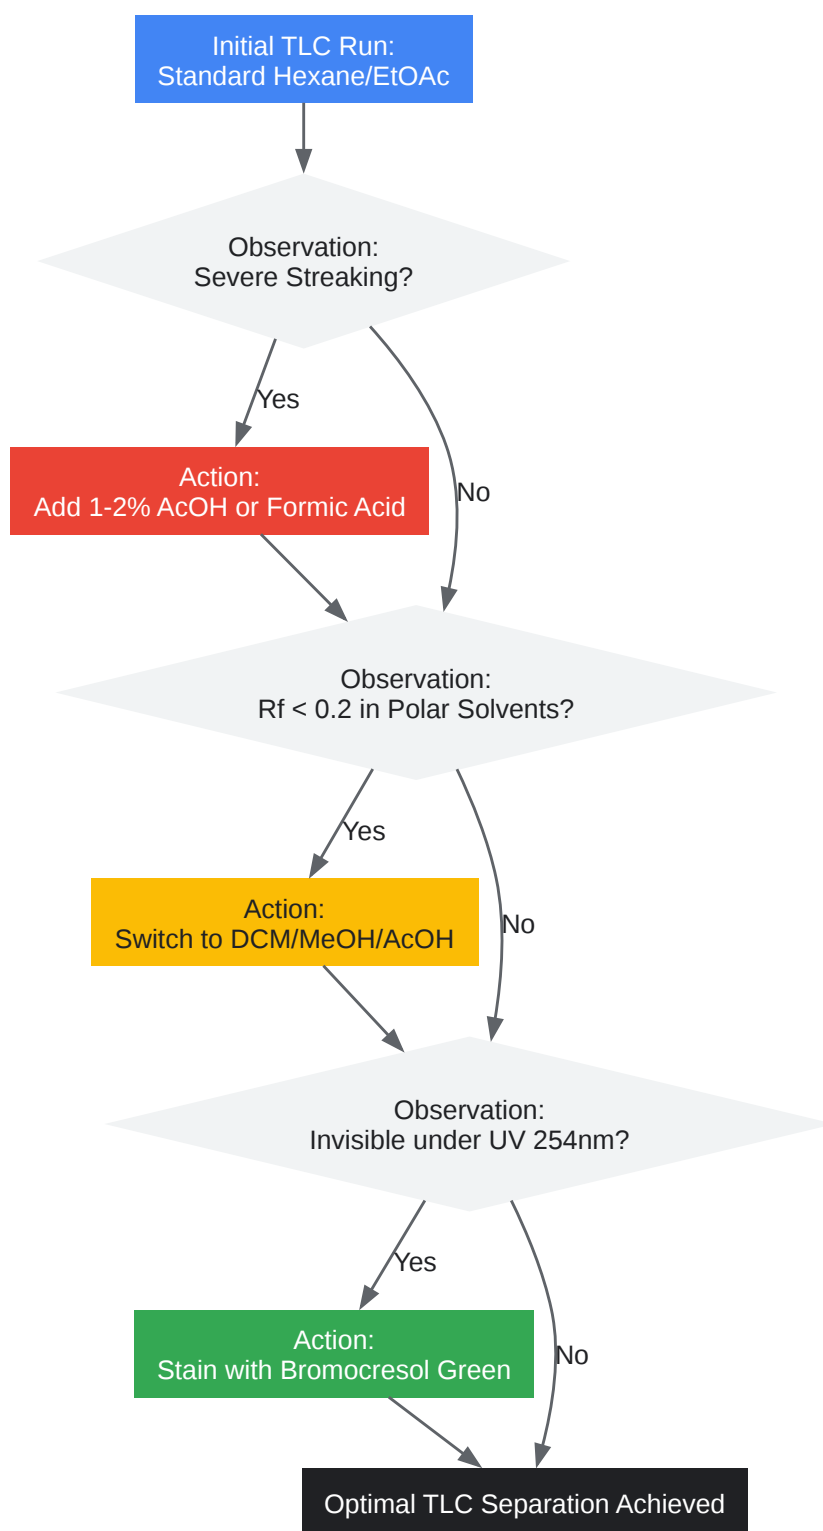 Initial TLC Run:
Standard Hexane/EtOAc
Observation:
Severe Streaking?
Yes
No
Action:
Add 1-2% AcOH or Formic Acid
Observation:
Rf < 0.2 in Polar Solvents?
Yes
No
Action:
Switch to DCM/MeOH/AcOH
Observation:
Invisible under UV 254nm?
Yes
No
Action:
Stain with Bromocresol Green
Optimal TLC Separation Achieved